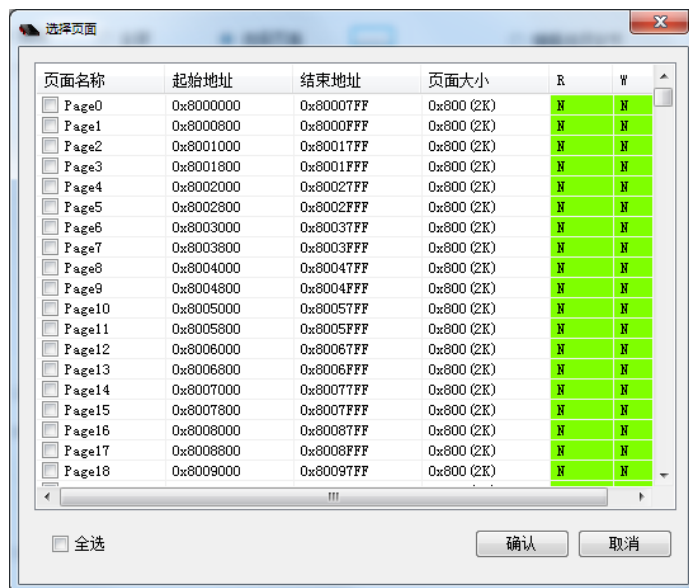 选择页面
页面名称 起始地址 结束地址 页面大小 R W
Page0 0x8000000 0x80007FF 0x800 (2K) N N
Page1 0x8000800 0x8000FFF 0x800 (2K) N N
Page2 0x8001000 0x80017FF 0x800 (2K) N N
Page3 0x8001800 0x8001FFF 0x800 (2K) N N
Page4 0x8002000 0x80027FF 0x800 (2K) N N
Page5 0x8002800 0x8002FFF 0x800 (2K) N N
Page6 0x8003000 0x80037FF 0x800 (2K) N N
Page7 0x8003800 0x8003FFF 0x800 (2K) N N
Page8 0x8004000 0x80047FF 0x800 (2K) N N
Page9 0x8004800 0x8004FFF 0x800 (2K) N N
Page10 0x8005000 0x80057FF 0x800 (2K) N N
Page11 0x8005800 0x8005FFF 0x800 (2K) N N
Page12 0x8006000 0x80067FF 0x800 (2K) N N
Page13 0x8006800 0x8006FFF 0x800 (2K) N N
Page14 0x8007000 0x80077FF 0x800 (2K) N N
Page15 0x8007800 0x8007FFF 0x800 (2K) N N
Page16 0x8008000 0x80087FF 0x800 (2K) N N
Page17 0x8008800 0x8008FFF 0x800 (2K) N N
Page18 0x8009000 0x80097FF 0x800 (2K) N N
全选 确认 取消